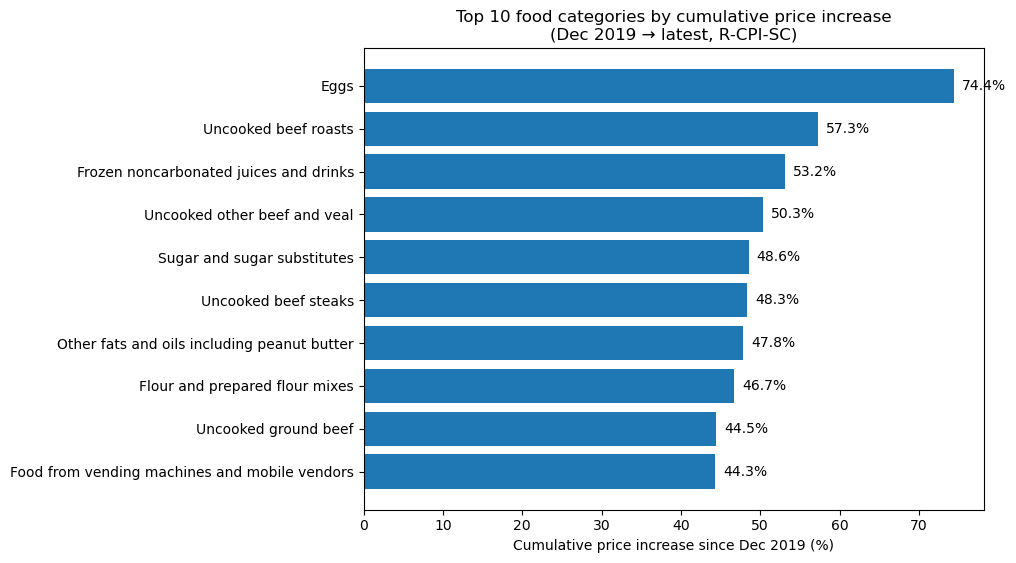 Top 10 food categories by cumulative price increase
(Dec 2019 → latest, R-CPI-SC)
Eggs 74.4%
Uncooked beef roasts 57.3%
Frozen noncarbonated juices and drinks 53.2%
Uncooked other beef and veal 50.3%
Sugar and sugar substitutes 48.6%
Uncooked beef steaks 48.3%
Other fats and oils including peanut butter 47.8%
Flour and prepared flour mixes 46.7%
Uncooked ground beef 44.5%
Food from vending machines and mobile vendors 44.3%
0 10 20 30 40 50 60 70
Cumulative price increase since Dec 2019 (%)